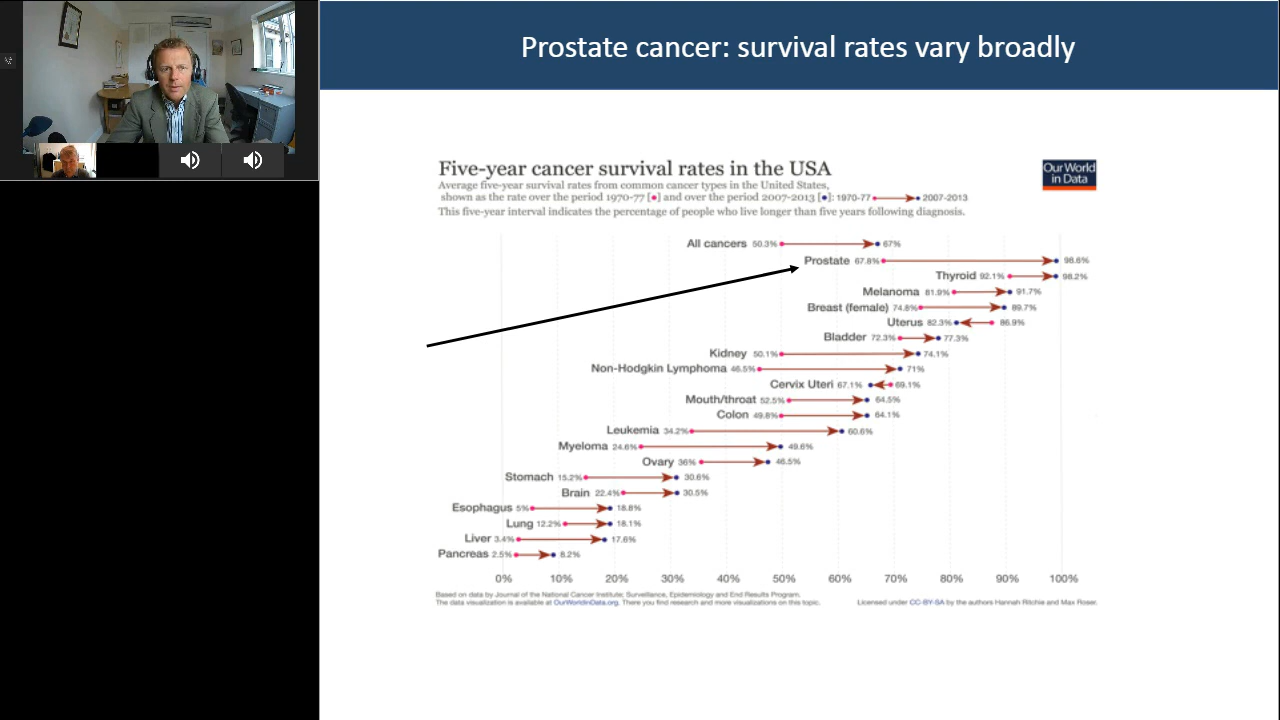 Prostate cancer: survival rates vary broadly
Five-year cancer survival rates in the USA
Our World
in Data
Average five-year survival rates from common cancer types in the United States,
shown as the rate over the period 1970-77 [•] and over the period 2007-2013 [•]: 1970-77 2007-2013
This five-year interval indicates the percentage of people who live longer than five years following diagnosis.
All cancers 50.3% 67%
Prostate 67.8% 98.6%
Thyroid 92.1% 98.2%
Melanoma 81.9% 91.7%
Breast (female) 74.8% 89.7%
Uterus 82.3% 86.9%
Bladder 72.3% 77.3%
Kidney 50.1% 74.1%
Non-Hodgkin Lymphoma 46.5% 71%
Cervix Uteri 67.1% 69.1%
Mouth/throat 52.5% 64.5%
Colon 49.8% 64.1%
Leukemia 34.2% 60.6%
Myeloma 24.6% 49.6%
Ovary 36% 46.5%
Stomach 15.2% 30.6%
Brain 22.4% 30.5%
Esophagus 5% 18.8%
Lung 12.2% 18.1%
Liver 3.4% 17.6%
Pancreas 2.5% 8.2%
0% 10% 20% 30% 40% 50% 60% 70% 80% 90% 100%
Based on data by Journal of the National Cancer Institute; Surveillance, Epidemiology and End Results Program.
The data visualization is available at OurWorldinData.org. There you find research and more visualizations on this topic.
Licensed under CC-BY-SA by the authors Hannah Ritchie and Max Roser.